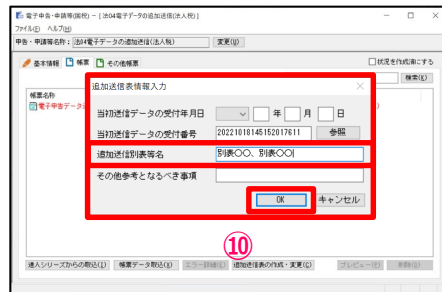 電子申告・申請等(国税) - [法04電子データの追加送信(法人税)]
ファイル(F) ヘルプ(H)
申告・申請等名称: 法04電子データの追加送信(法人税) 変更(U)
基本情報 帳票 その他帳票 □状況を作成済にする
検索(K)
帳票名称
電子申告データ追
追加送信表情報入力
当初送信データの受付年月日 年 月 日
当初送信データの受付番号 20221018145152017611 参照
追加送信別表等名 別表〇〇、別表〇〇
その他参考となるべき事項
OK キャンセル
⑩
達人シリーズからの取込(I) 帳票データ取込(X) エラー詳細 追加送信表の作成・変更(C) プレビュー 削除(D)